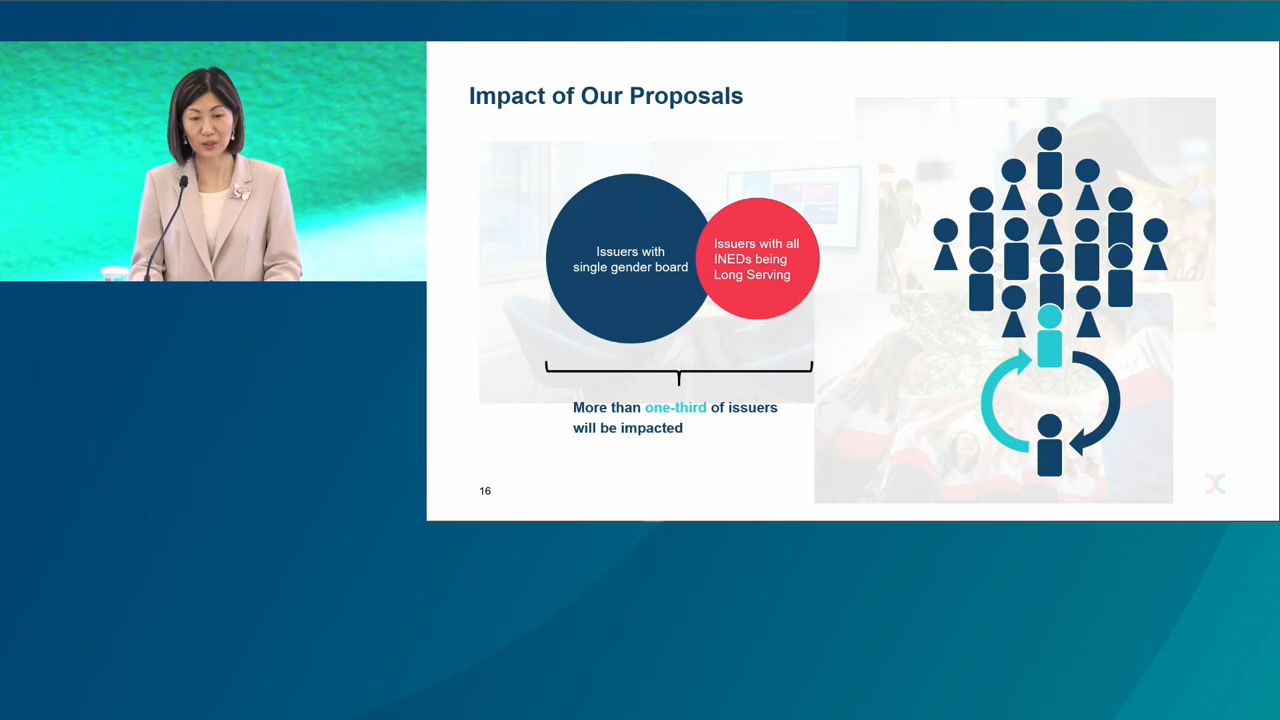 Impact of Our Proposals
Issuers with
single gender board
Issuers with all
INEDs being
Long Serving
More than one-third of issuers
will be impacted
16